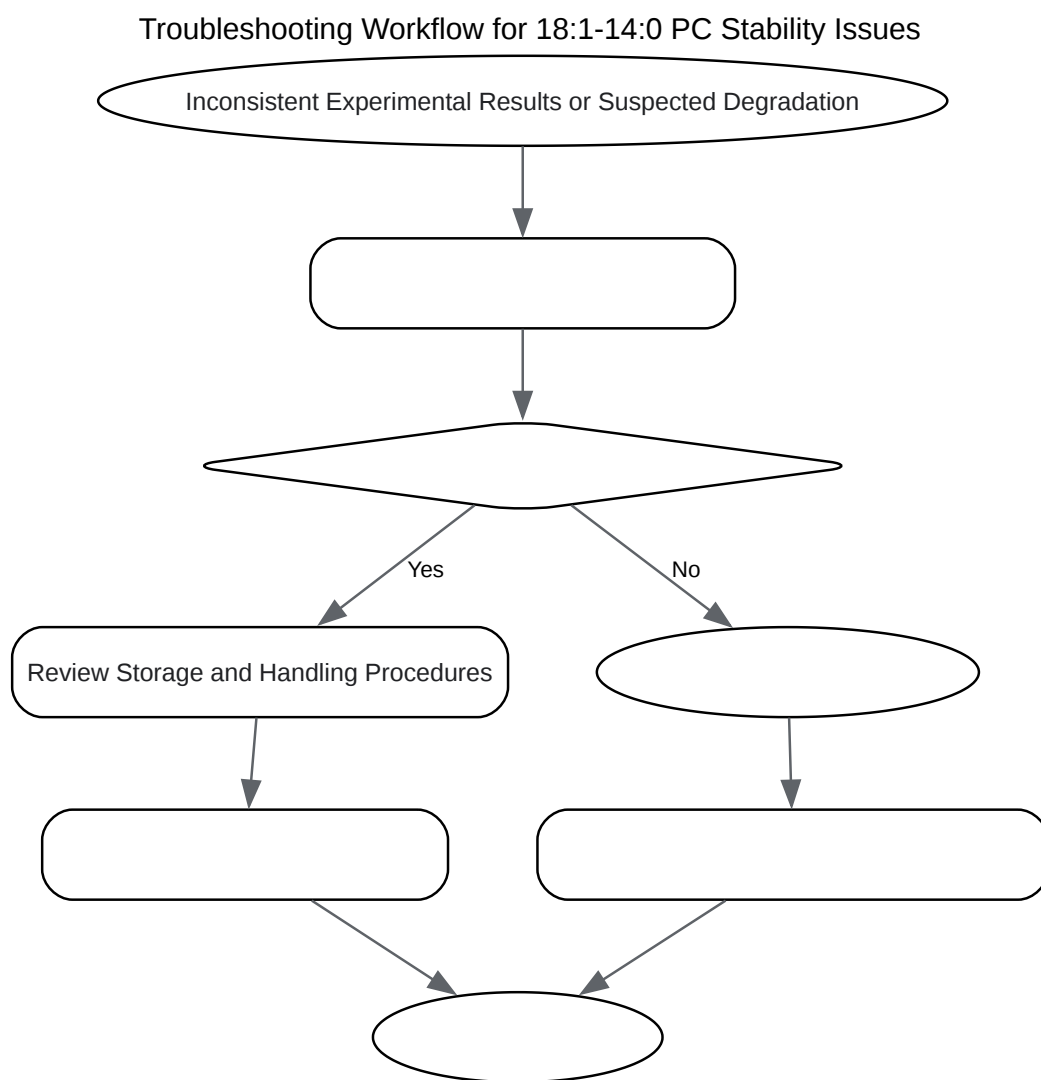 Troubleshooting Workflow for 18:1-14:0 PC Stability Issues
Inconsistent Experimental Results or Suspected Degradation
Yes
No
Review Storage and Handling Procedures